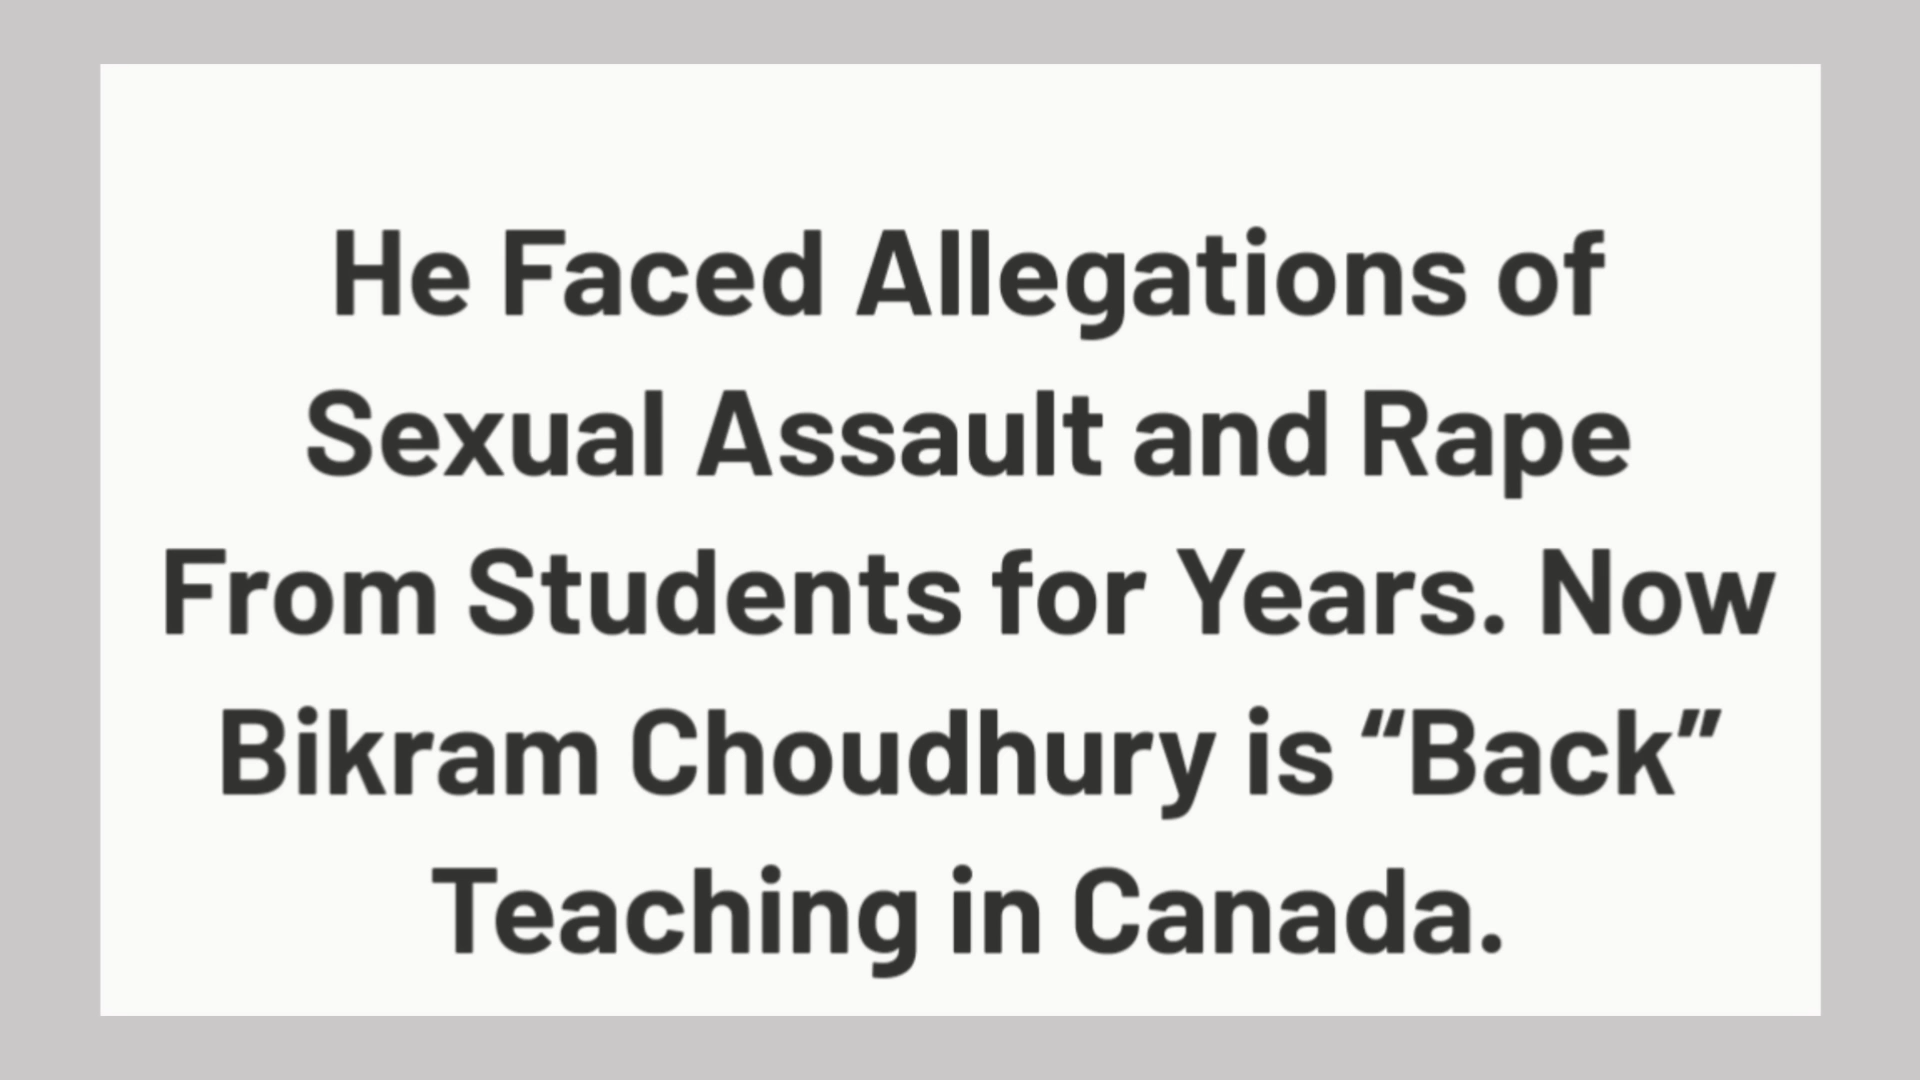 He Faced Allegations of
Sexual Assault and Rape
From Students for Years. Now
Bikram Choudhury is “Back”
Teaching in Canada.